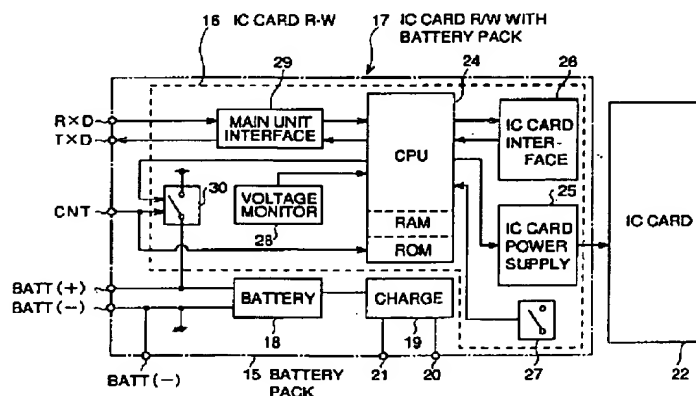 16 IC CARD R-W
17 IC CARD R/W WITH
BATTERY PACK
29
24
26
RXD
TXD
MAIN UNIT
INTERFACE
CPU
IC CARD
INTER-
FACE
30
CNT
VOLTAGE
MONITOR
28
25
IC CARD
POWER
SUPPLY
IC CARD
RAM
ROM
BATT(+)
BATT(-)
BATTERY
18
CHARGE
19
27
BATT(-)
15 BATTERY
PACK
21
20
22